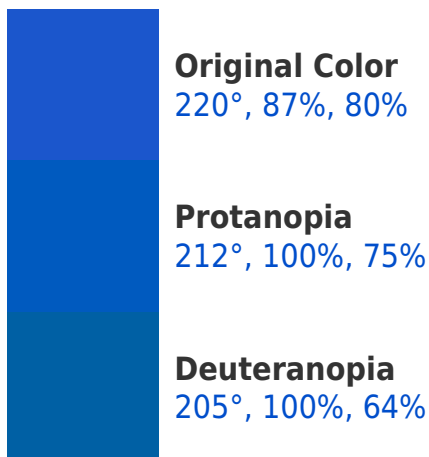 Original Color
220°, 87%, 80%
Protanopia
212°, 100%, 75%
Deuteranopia
205°, 100%, 64%